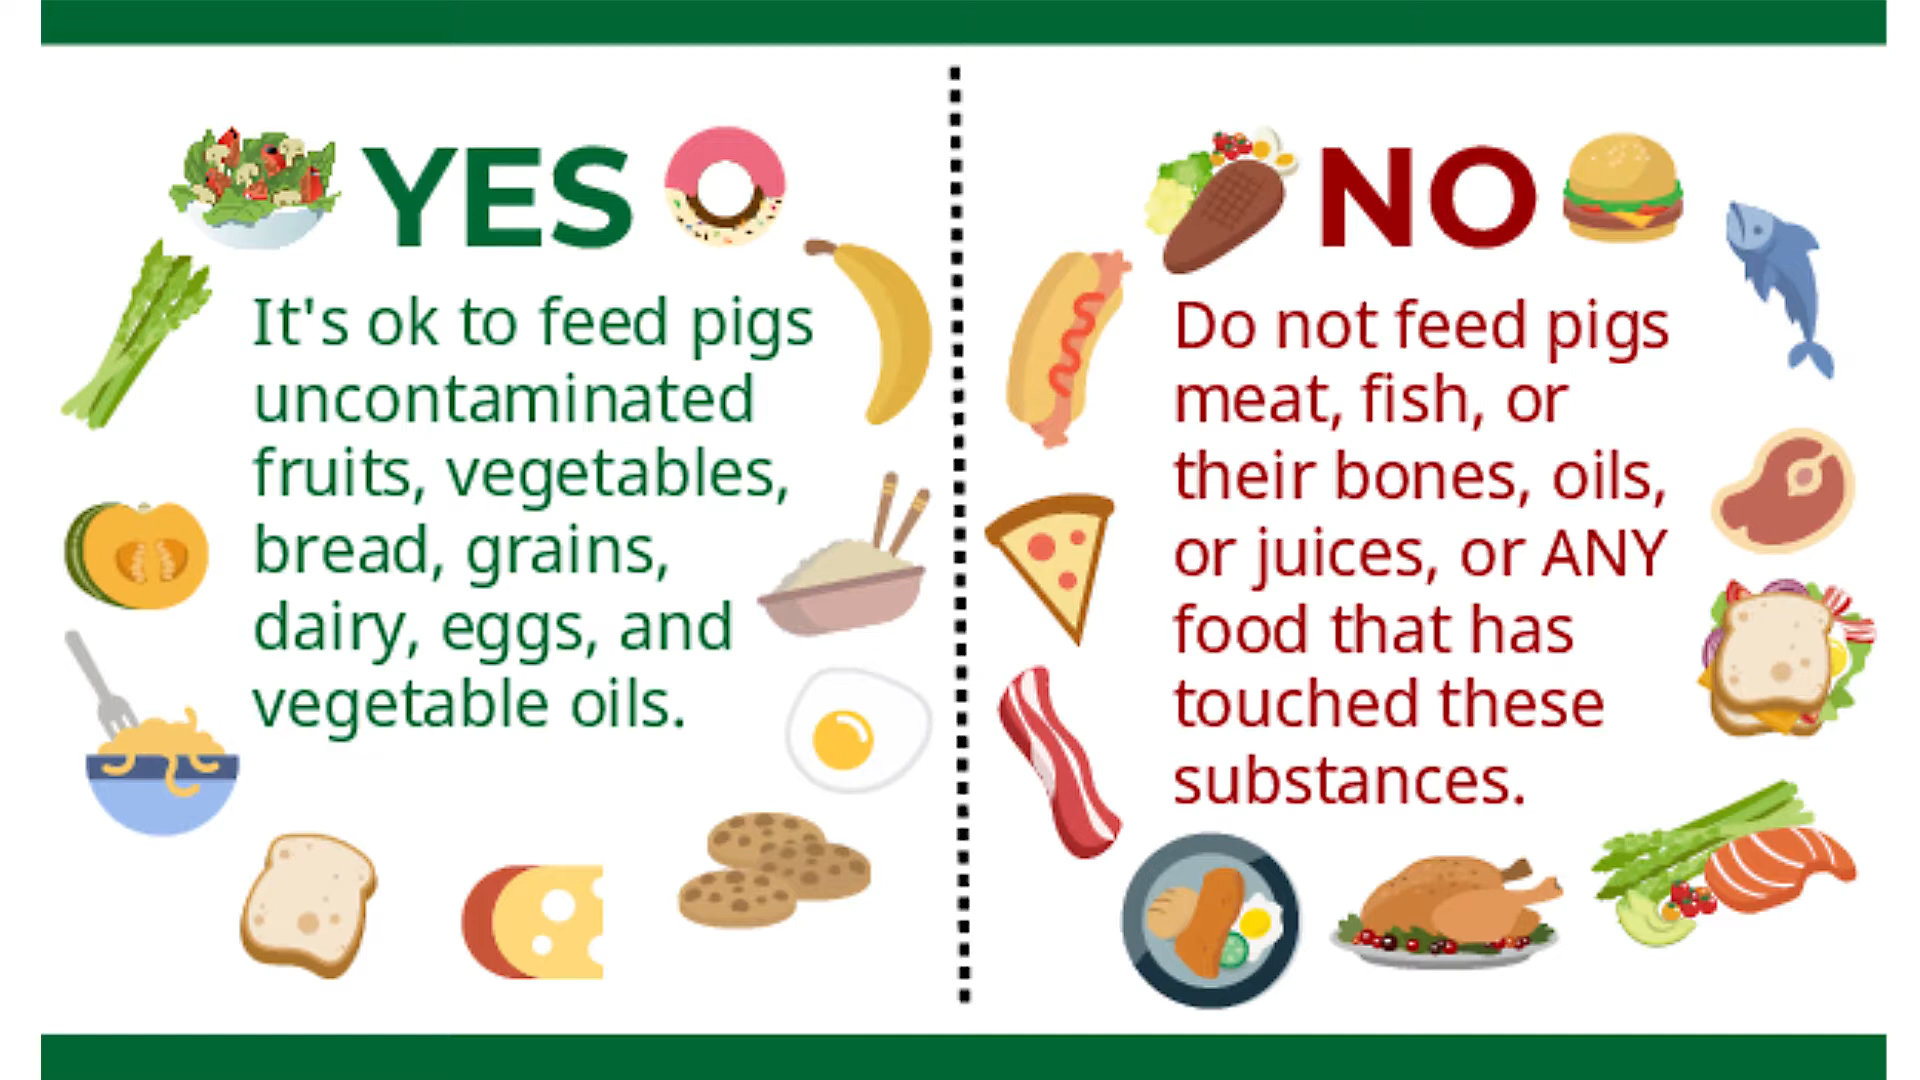 YES
It's ok to feed pigs
uncontaminated
fruits, vegetables,
bread, grains,
dairy, eggs, and
vegetable oils.
NO
Do not feed pigs
meat, fish, or
their bones, oils,
or juices, or ANY
food that has
touched these
substances.